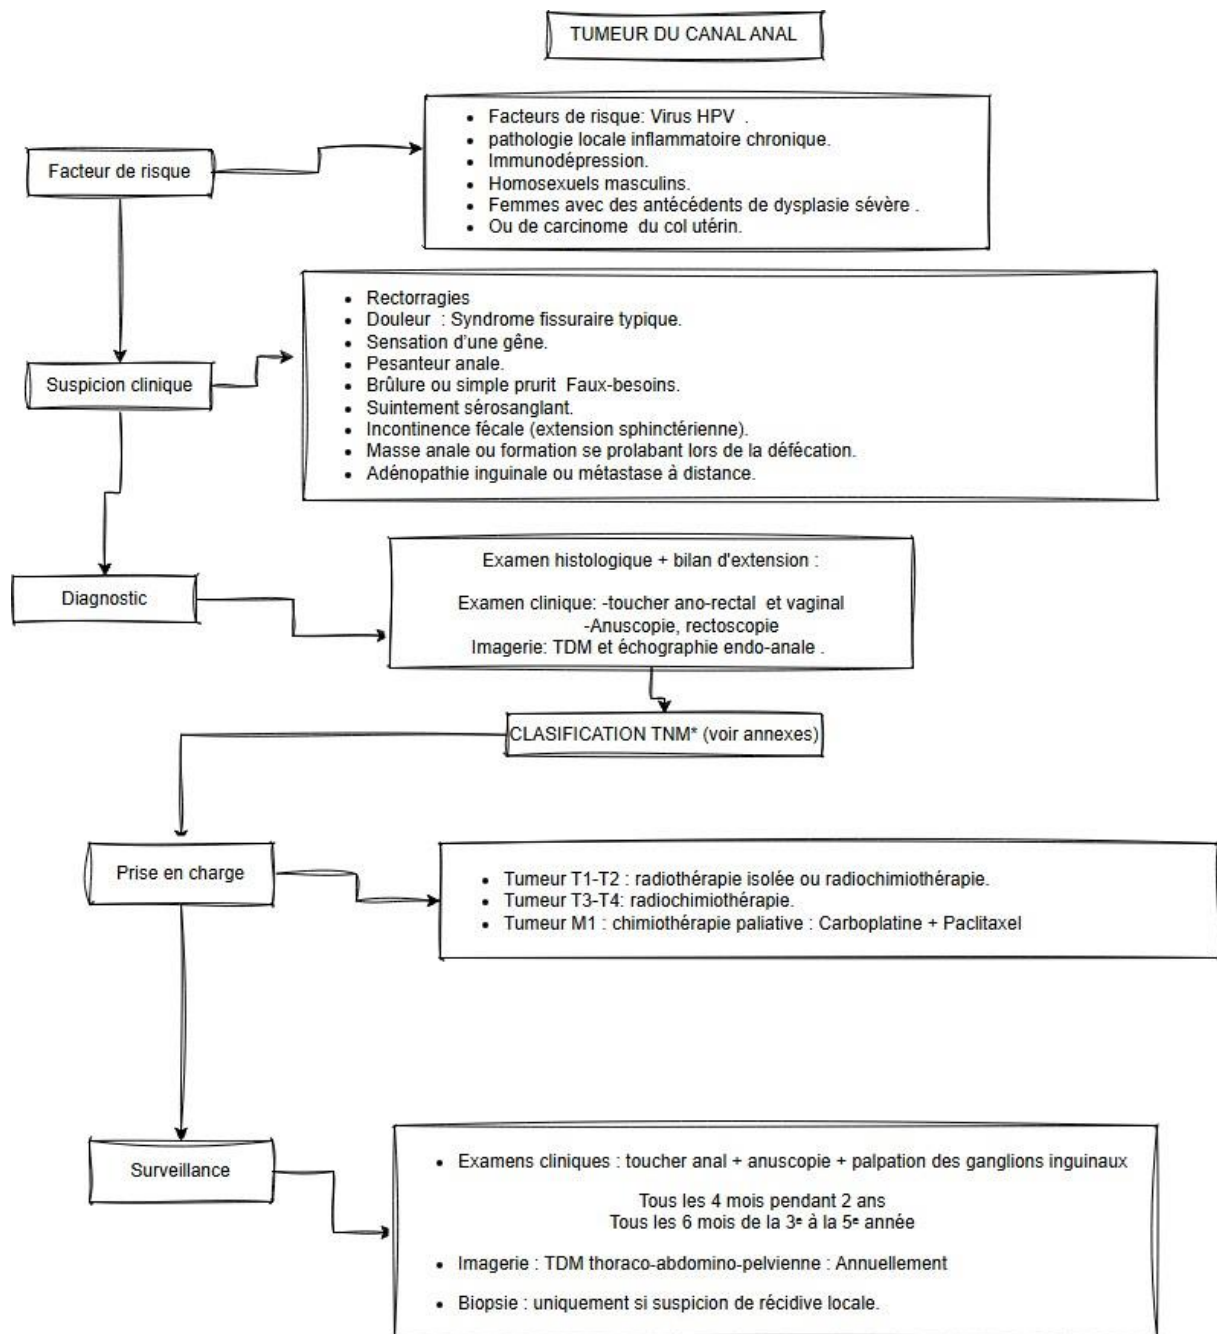 TUMEUR DU CANAL ANAL
Facteur de risque
• Facteurs de risque: Virus HPV .
• pathologie locale inflammatoire chronique.
• Immunodépression.
• Homosexuels masculins.
• Femmes avec des antécédents de dysplasie sévère .
• Ou de carcinome du col utérin.
Suspicion clinique
• Rectorragies
• Douleur : Syndrome fissuraire typique.
• Sensation d'une gêne.
• Pesanteur anale.
• Brûlure ou simple prurit Faux-besoins.
• Suintement sérosanglant.
• Incontinence fécale (extension sphinctérienne).
• Masse anale ou formation se prolabant lors de la défécation.
• Adénopathie inguinale ou métastase à distance.
Diagnostic
Examen histologique + bilan d'extension :
Examen clinique: -toucher ano-rectal et vaginal
-Anuscopie, rectoscopie
Imagerie: TDM et échographie endo-anale .
CLASIFICATION TNM* (voir annexes)
Prise en charge
• Tumeur T1-T2 : radiothérapie isolée ou radiochimiothérapie.
• Tumeur T3-T4: radiochimiothérapie.
• Tumeur M1 : chimiothérapie paliative : Carboplatine + Paclitaxel
Surveillance
• Examens cliniques : toucher anal + anuscopie + palpation des ganglions inguinaux
Tous les 4 mois pendant 2 ans
Tous les 6 mois de la 3ᵉ à la 5ᵉ année
• Imagerie : TDM thoraco-abdomino-pelvienne : Annuellement
• Biopsie : uniquement si suspicion de récidive locale.